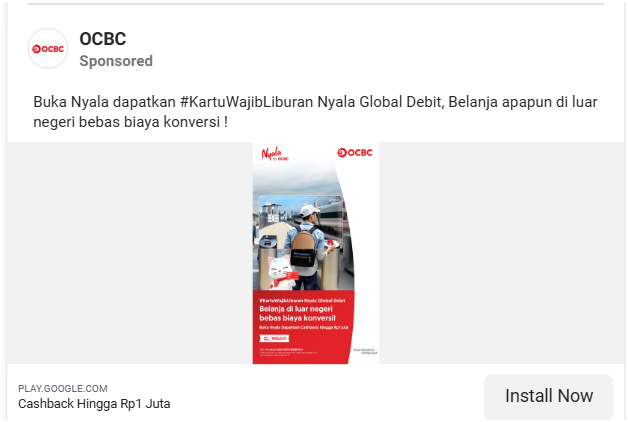 OCBC
OCBC
Sponsored
Buka Nyala dapatkan #KartuWajibLiburan Nyala Global Debit, Belanja apapun di luar
negeri bebas biaya konversi !
Nyala
by OCBC
OCBC
#KartuWajibLiburan Nyala Global Debit
Belanja di luar negeri
bebas biaya konversi!
Buka Nyala Dapatkan Cashback Hingga Rp1 Juta
PLAY.GOOGLE.COM
Cashback Hingga Rp1 Juta
Install Now